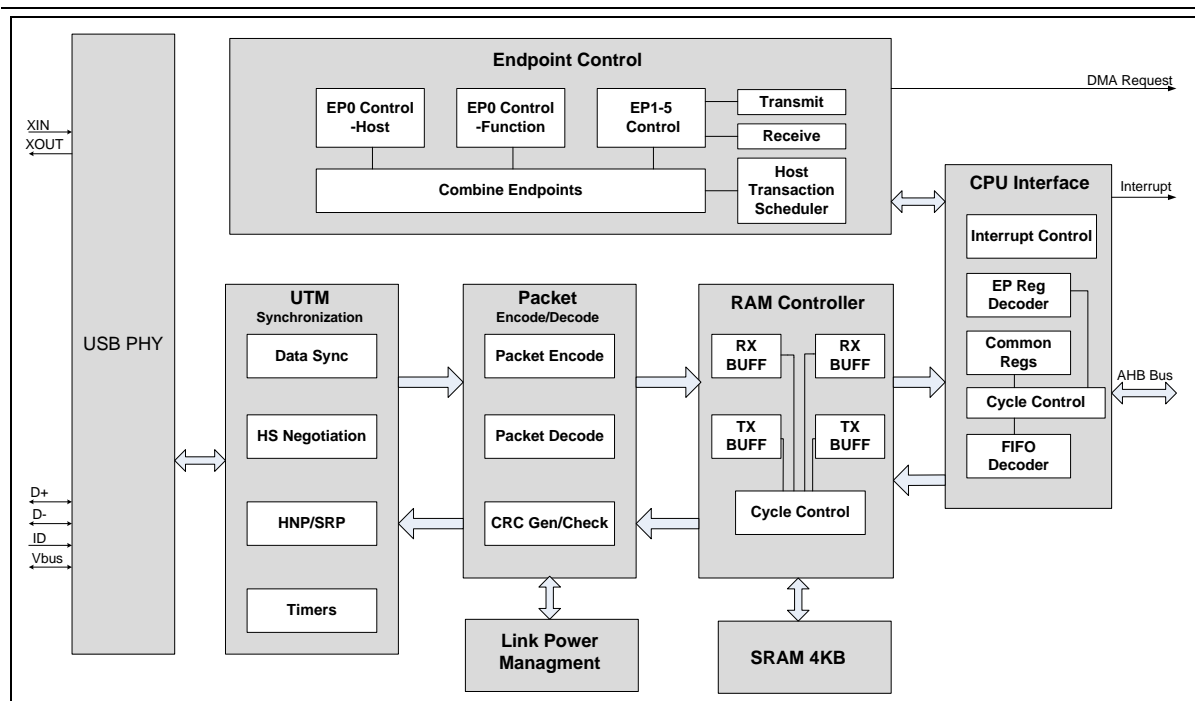 Endpoint Control
DMA Request
EP0 Control
-Host
EP0 Control
-Function
EP1-5
Control
Transmit
Receive
Combine Endpoints
Host
Transaction
Scheduler
XIN
XOUT
USB PHY
D+
D-
ID
Vbus
CPU Interface
Interrupt
Interrupt Control
EP Reg
Decoder
Common
Regs
Cycle Control
FIFO
Decoder
AHB Bus
UTM
Synchronization
Data Sync
HS Negotiation
HNP/SRP
Timers
Packet
Encode/Decode
Packet Encode
Packet Decode
CRC Gen/Check
RAM Controller
RX
BUFF
RX
BUFF
TX
BUFF
TX
BUFF
Cycle Control
Link Power
Managment
SRAM 4KB